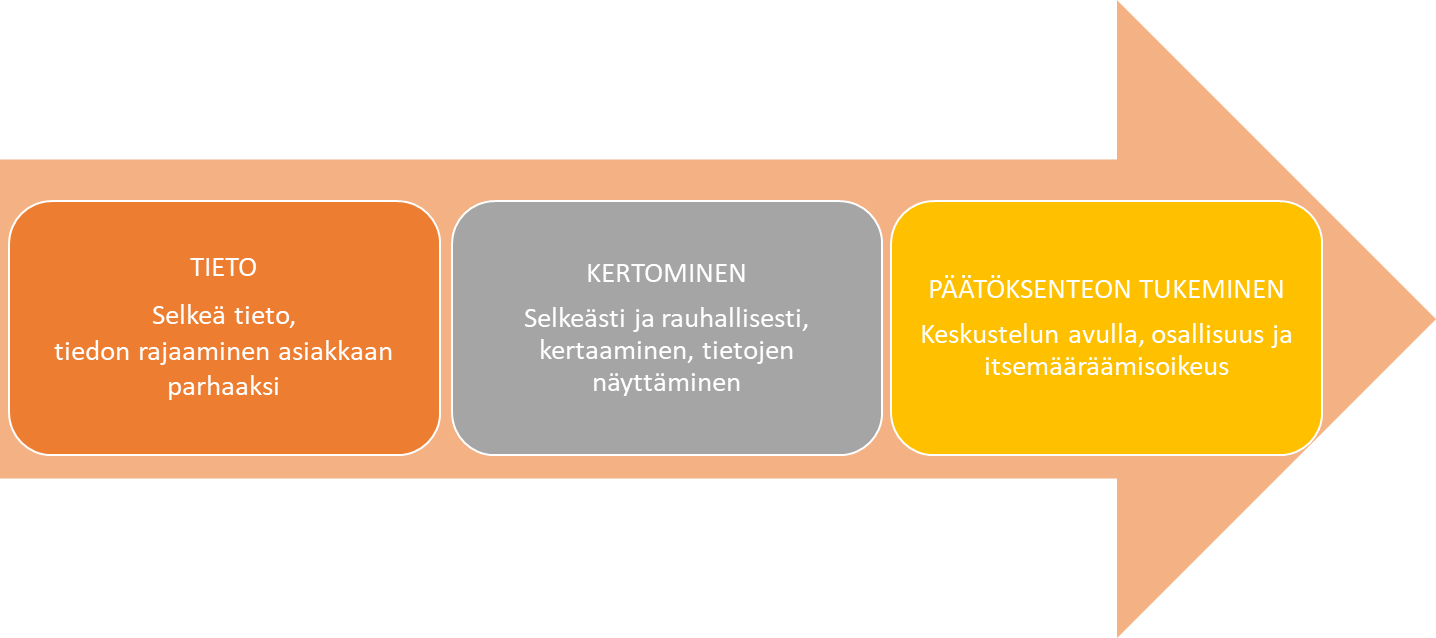 TIETO
Selkeä tieto,
tiedon rajaaminen asiakkaan
parhaaksi
KERTOMINEN
Selkeästi ja rauhallisesti,
kertaaminen, tietojen
näyttäminen
PÄÄTÖKSENTEON TUKEMINEN
Keskustelun avulla, osallisuus ja
itsemääräämisoikeus